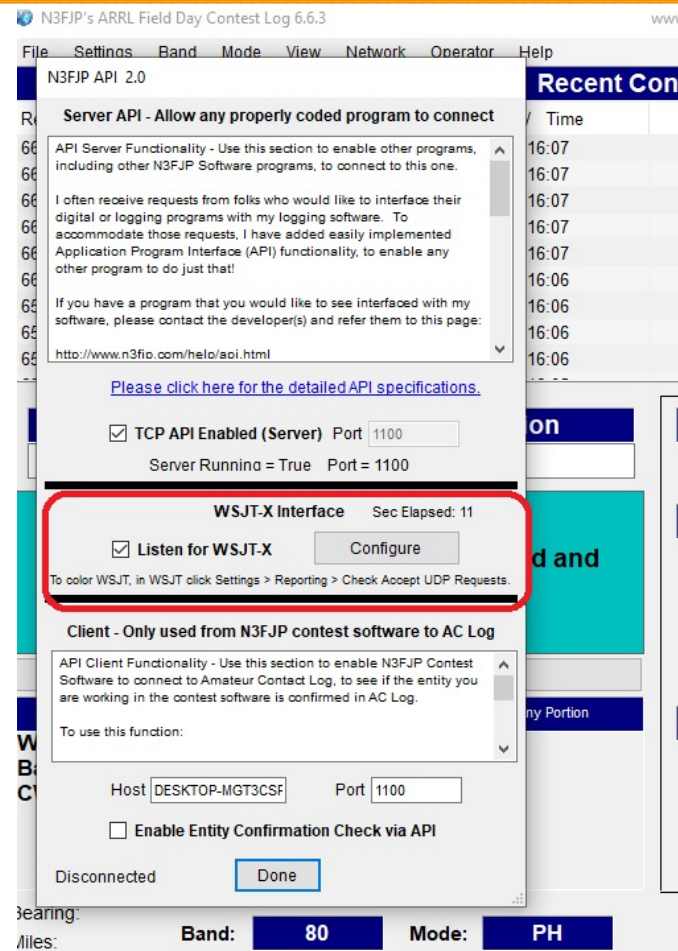 N3FJP's ARRL Field Day Contest Log 6.6.3
File Settings Band Mode View Network Operator Help
N3FJP API 2.0
Recent Con
Server API - Allow any properly coded program to connect
Time
API Server Functionality - Use this section to enable other programs,
including other N3FJP Software programs, to connect to this one.
I often receive requests from folks who would like to interface their
digital or logging programs with my logging software. To
accommodate those requests, I have added easily implemented
Application Program Interface (API) functionality, to enable any
other program to do just that!
If you have a program that you would like to see interfaced with my
software, please contact the developer(s) and refer them to this page:
http://www.n3fjp.com/help/api.html
66 16:07
66 16:07
66 16:07
66 16:07
66 16:07
66 16:06
65 16:06
65 16:06
65 16:06
Please click here for the detailed API specifications.
TCP API Enabled (Server) Port 1100
ion
Server Running = True Port = 1100
WSJT-X Interface Sec Elapsed: 11
Listen for WSJT-X Configure
d and
To color WSJT, in WSJT click Settings > Reporting > Check Accept UDP Requests.
Client - Only used from N3FJP contest software to AC Log
API Client Functionality - Use this section to enable N3FJP Contest
Software to connect to Amateur Contact Log, to see if the entity you
are working in the contest software is confirmed in AC Log.
To use this function:
ny Portion
W
Ba
CV
Host DESKTOP-MGT3CSF Port 1100
Enable Entity Confirmation Check via API
Disconnected Done
Bearing:
Miles:
Band: 80 Mode: PH